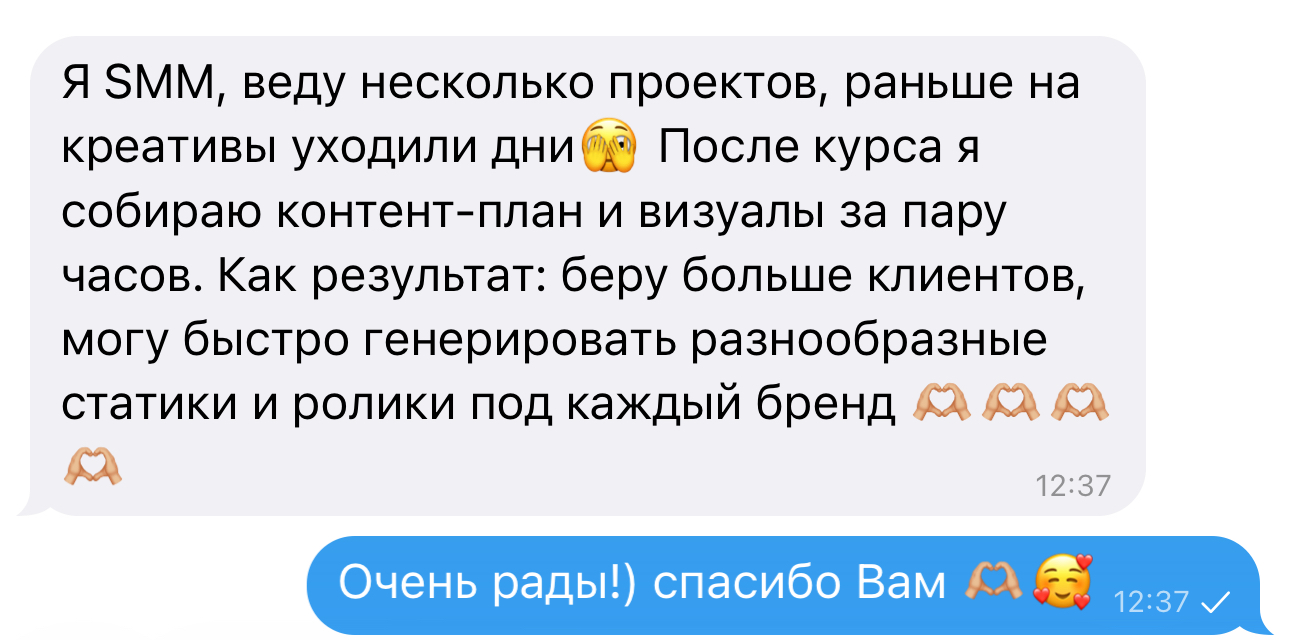 Я SMM, веду несколько проектов, раньше на
креативы уходили дни🫣 После курса я
собираю контент-план и визуалы за пару
часов. Как результат: беру больше клиентов,
могу быстро генерировать разнообразные
статики и ролики под каждый бренд 🫶🏼🫶🏼🫶🏼
🫶🏼
12:37
Очень рады!) спасибо Вам 🫶🏼🥰 12:37